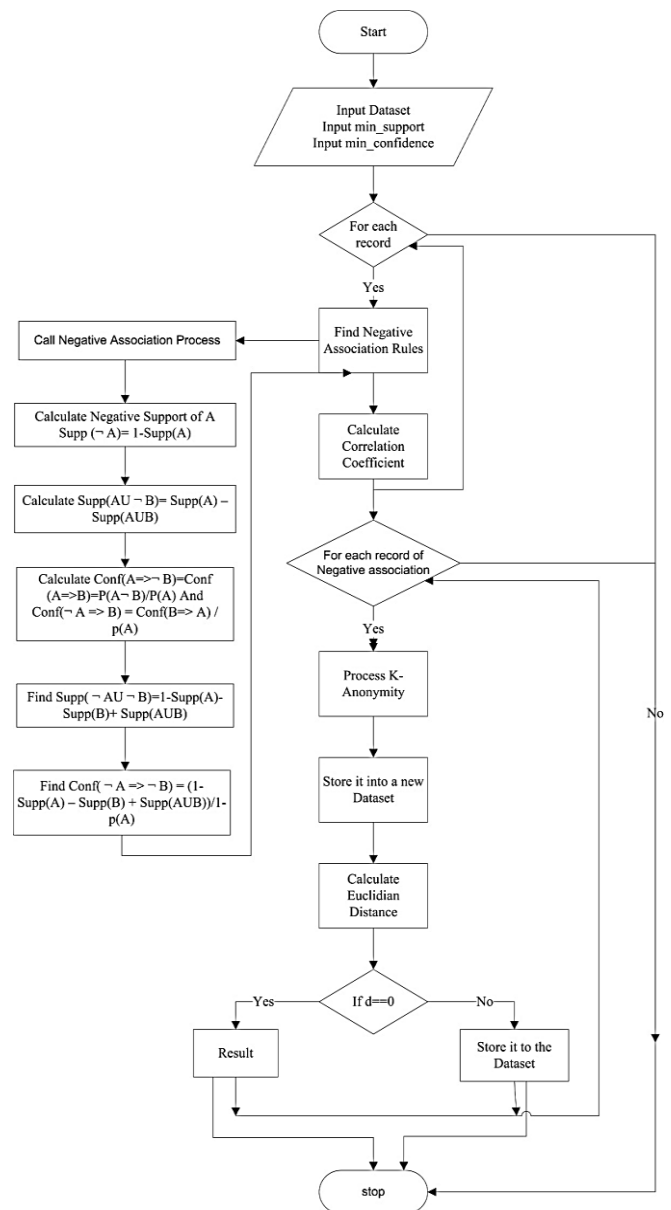 Start
Input Dataset
Input min_support
Input min_confidence
For each
record
Yes
Find Negative
Association Rules
Call Negative Association Process
Calculate Negative Support of A
Supp (¬ A)= 1-Supp(A)
Calculate Supp(AU ¬ B)= Supp(A) –
Supp(AUB)
Calculate Conf(A=>¬ B)=Conf
(A=>B)=P(A¬ B)/P(A) And
Conf(¬ A => B) = Conf(B=> A) /
p(A)
Find Supp( ¬ AU ¬ B)=1-Supp(A)-
Supp(B)+ Supp(AUB)
Find Conf( ¬ A => ¬ B) = (1-
Supp(A) – Supp(B) + Supp(AUB))/1-
p(A)
Calculate
Correlation
Coefficient
For each record of
Negative association
Yes
No
Process K-
Anonymity
Store it into a new
Dataset
Calculate
Euclidian
Distance
If d==0
Yes
No
Result
Store it to the
Dataset
stop